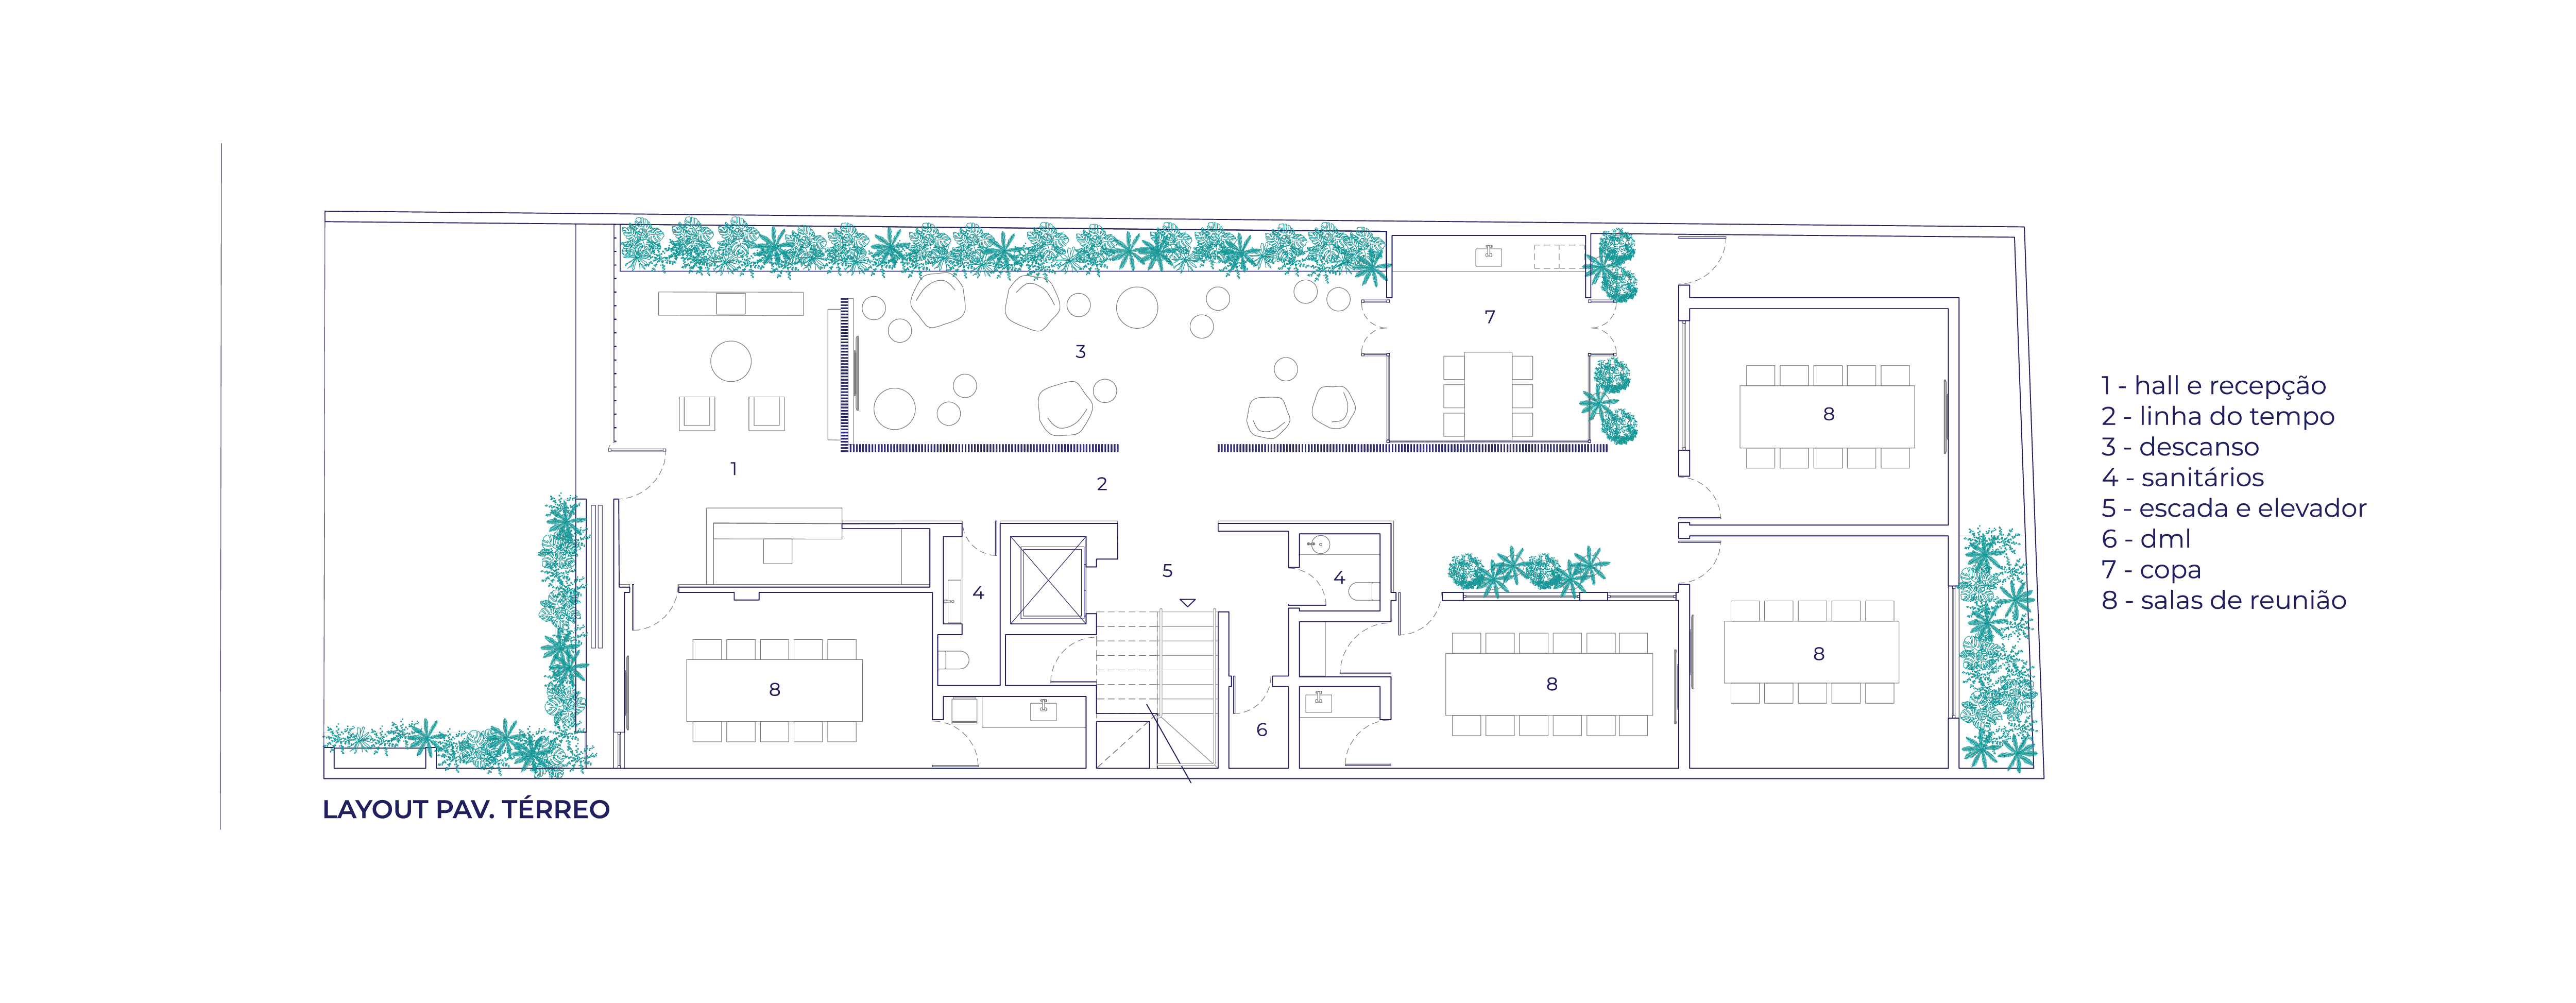 7
3
8
1
2
5
4
4
8
8
8
6
1 - hall e recepção
2 - linha do tempo
3 - descanso
4 - sanitários
5 - escada e elevador
6 - dml
7 - copa
8 - salas de reunião
LAYOUT PAV. TÉRREO